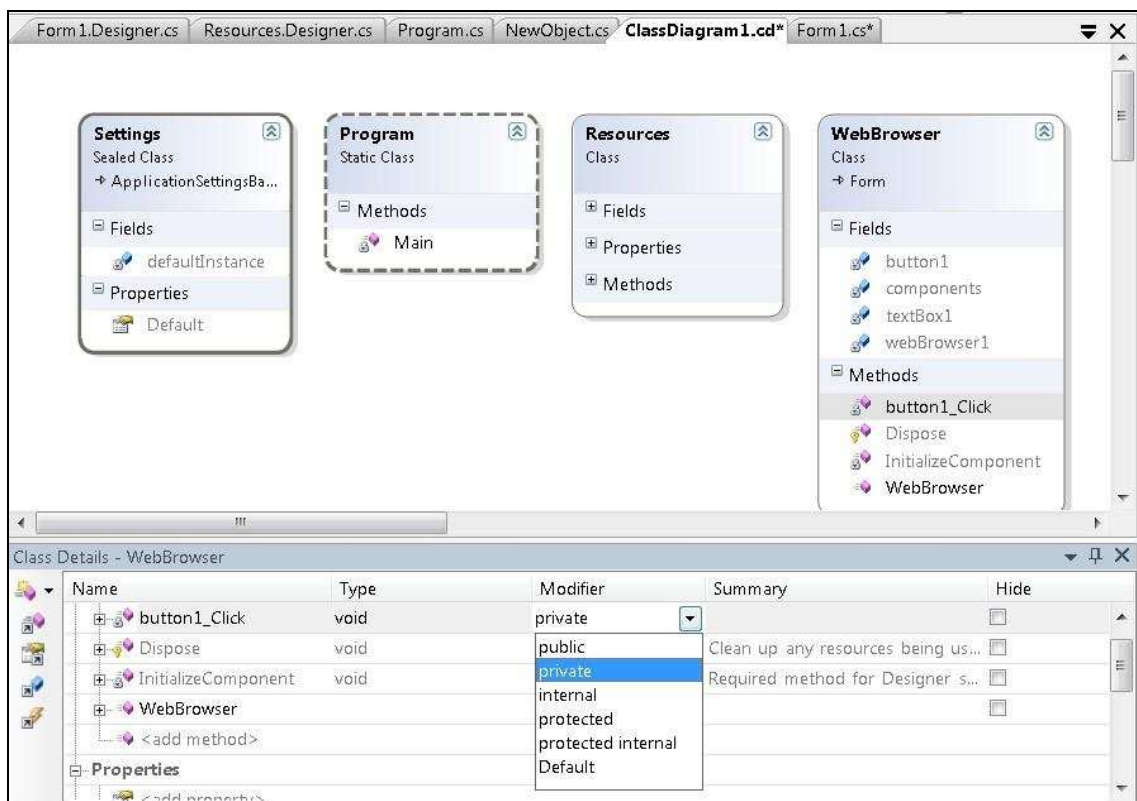 Form1.Designer.cs Resources.Designer.cs Program.cs NewObject.cs ClassDiagram1.cd* Form1.cs*
Settings
Sealed Class
ApplicationSettingsBa...
Fields
defaultInstance
Properties
Default
Program
Static Class
Methods
Main
Resources
Class
Fields
Properties
Methods
WebBrowser
Class
Form
Fields
button1
components
textBox1
webBrowser1
Methods
button1_Click
Dispose
InitializeComponent
WebBrowser
Class Details - WebBrowser
Name Type Modifier Summary Hide
button1_Click void private
Dispose void Clean up any resources being us...
InitializeComponent void Required method for Designer s...
WebBrowser
<add method>
Properties
<add property>
public
private
internal
protected
protected internal
Default